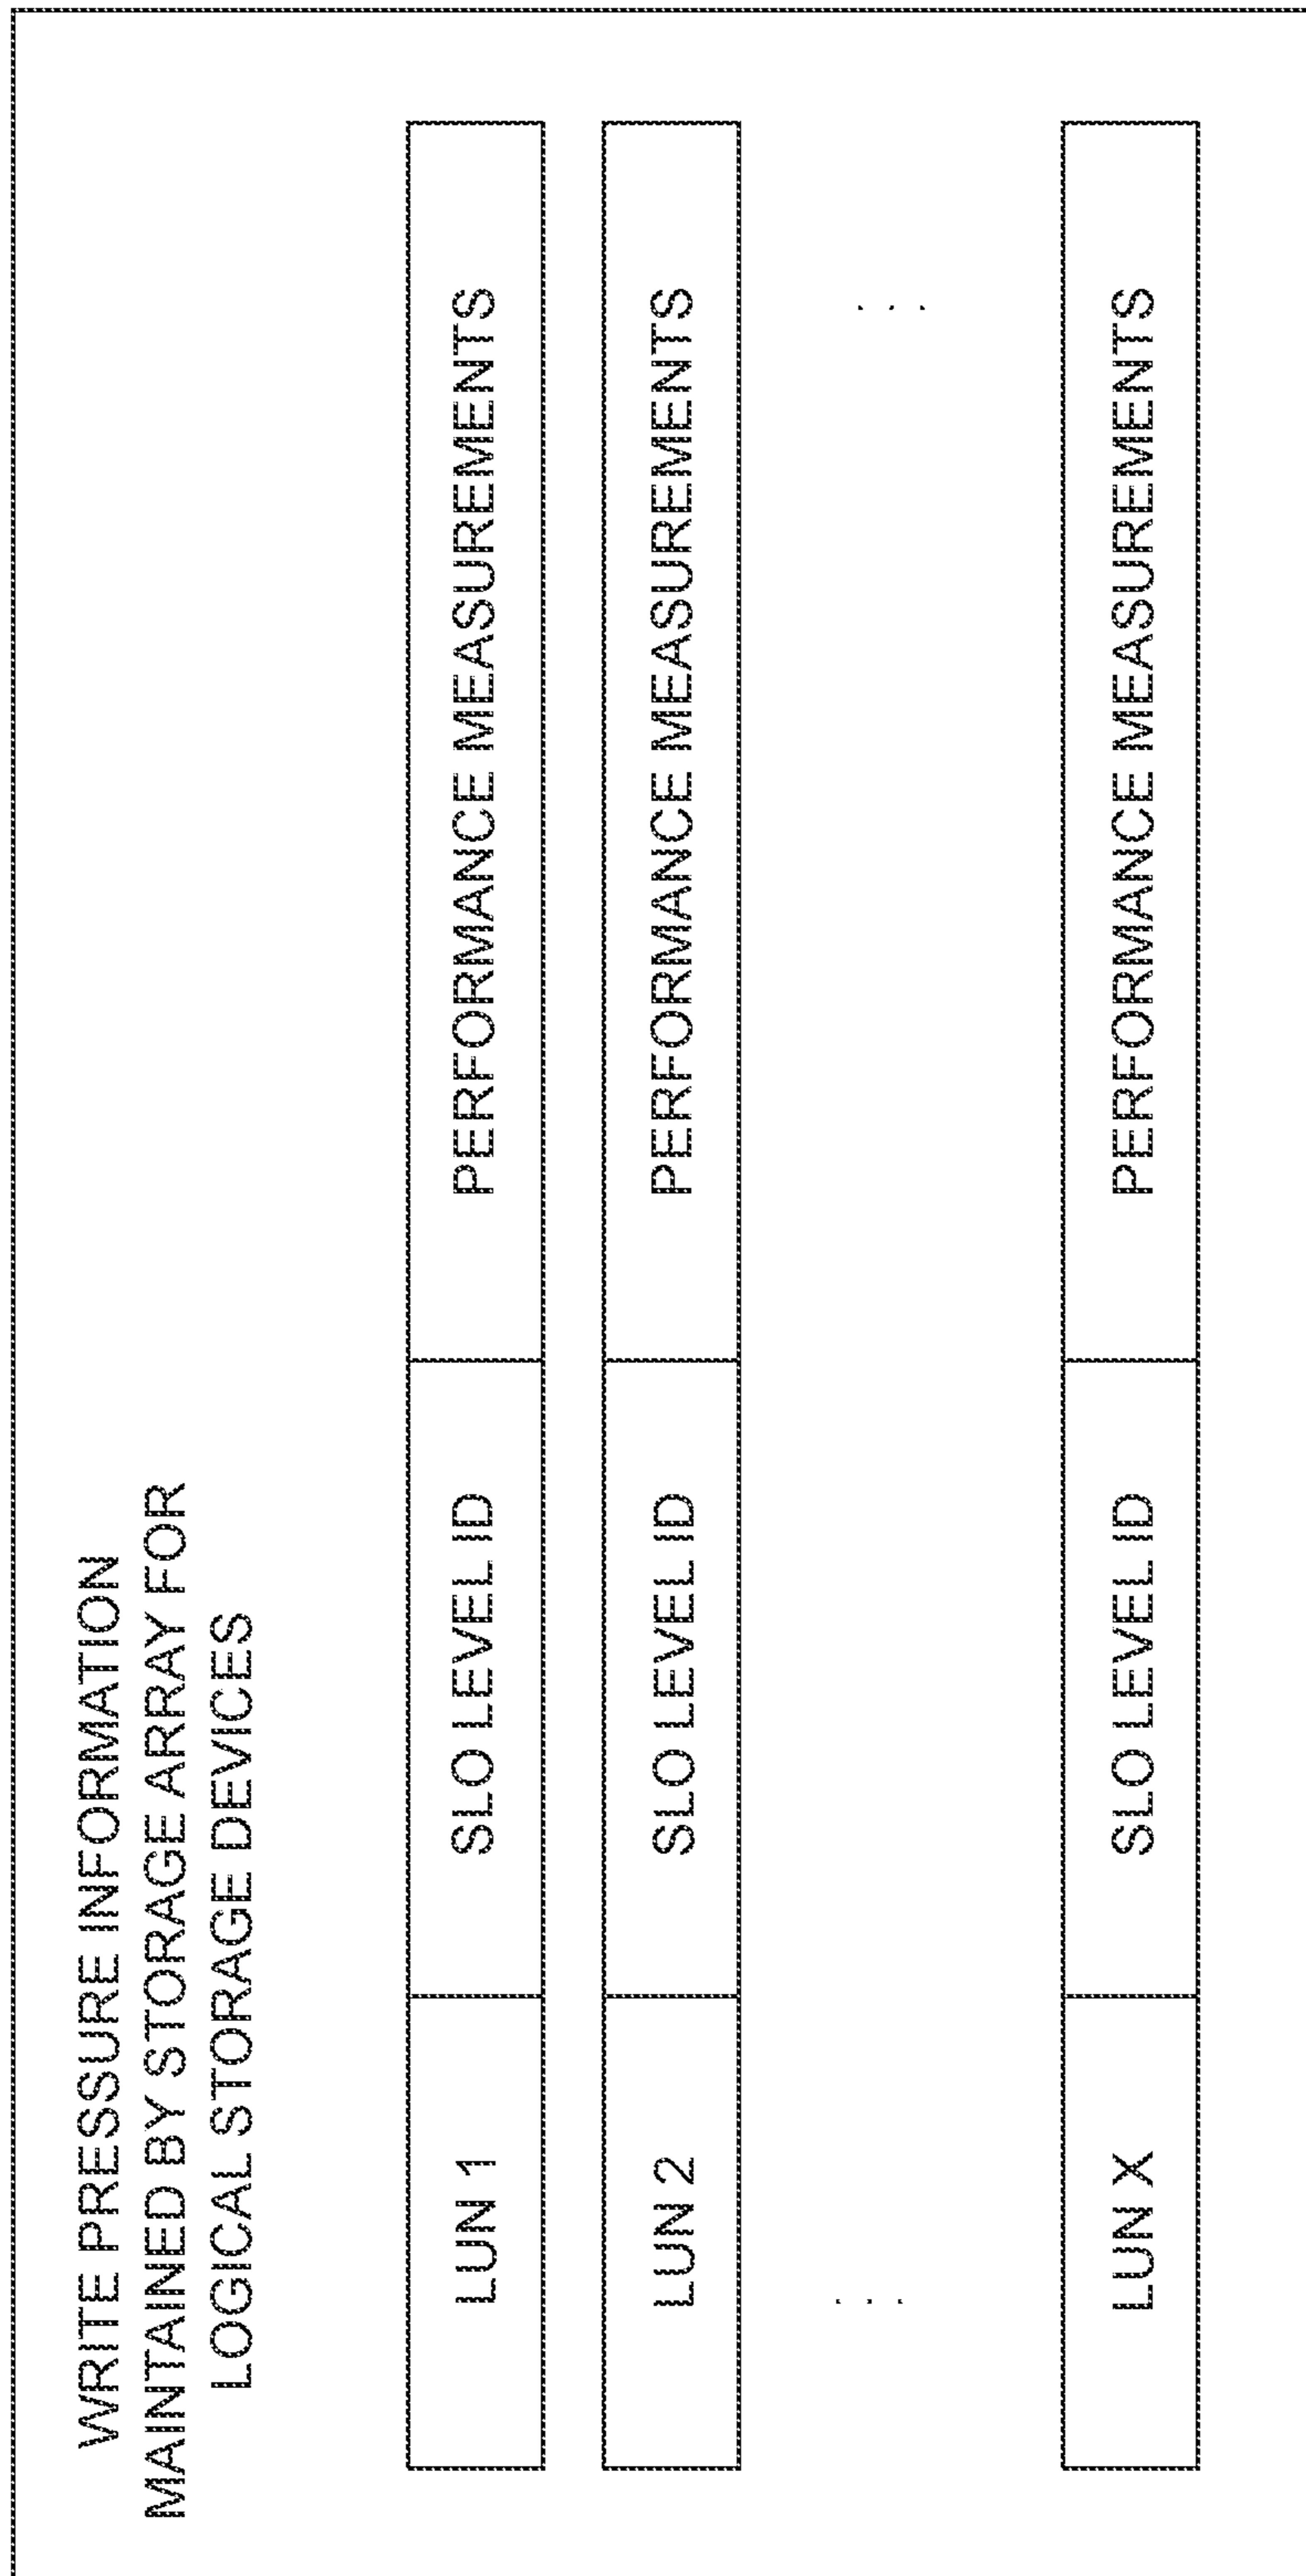 WRITE PRESSURE INFORMATION
MAINTAINED BY STORAGE ARRAY FOR
LOGICAL STORAGE DEVICES
LUN 1 SLO LEVEL ID PERFORMANCE MEASUREMENTS
LUN 2 SLO LEVEL ID PERFORMANCE MEASUREMENTS
. . . . . .
LUN X SLO LEVEL ID PERFORMANCE MEASUREMENTS